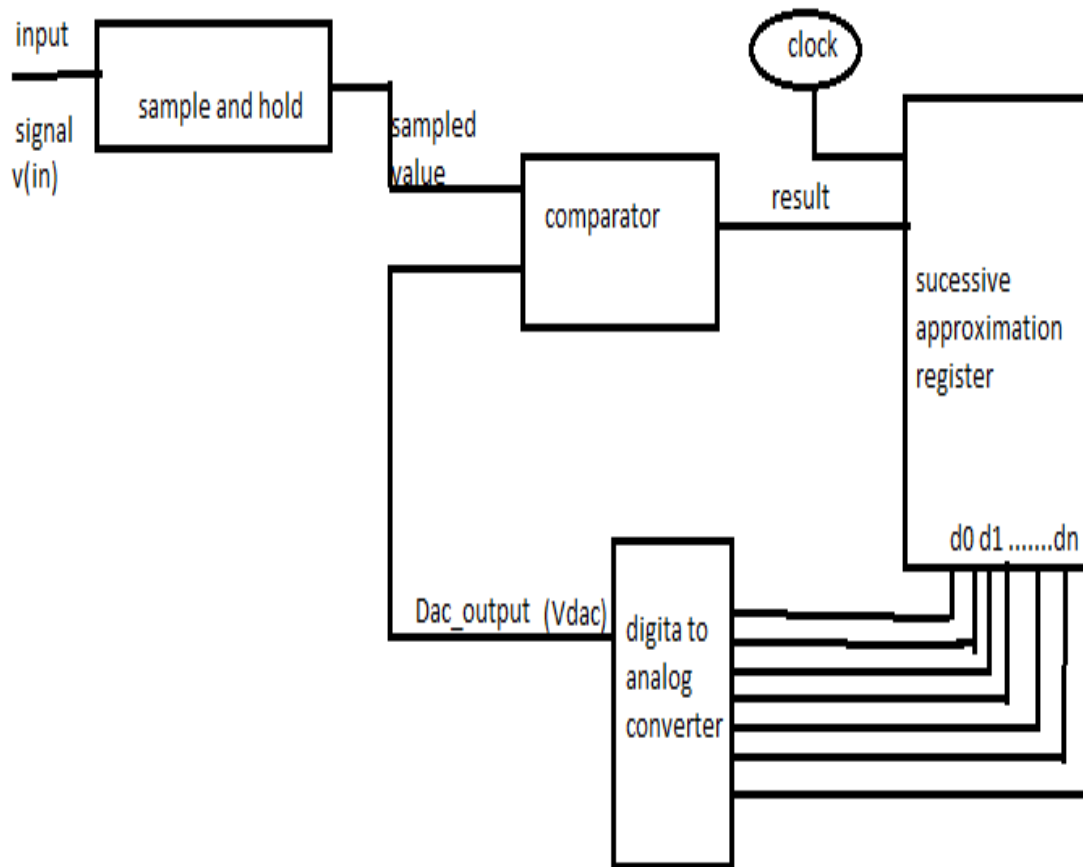 input
signal
v(in)
sample and hold
sampled
value
comparator
result
clock
sucessive
approximation
register
d0 d1 .......dn
Dac_output (Vdac)
digita to
analog
converter